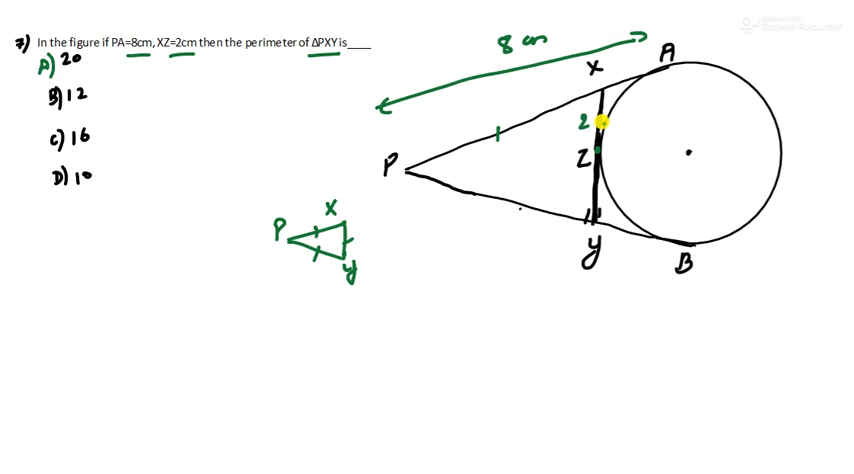 7) In the figure if PA=8cm, XZ=2cm then the perimeter of ΔPXY is____
A) 20
B) 12
C) 16
D) 10
8 cm
A
X
2
Z
P
y
B
X
P
y